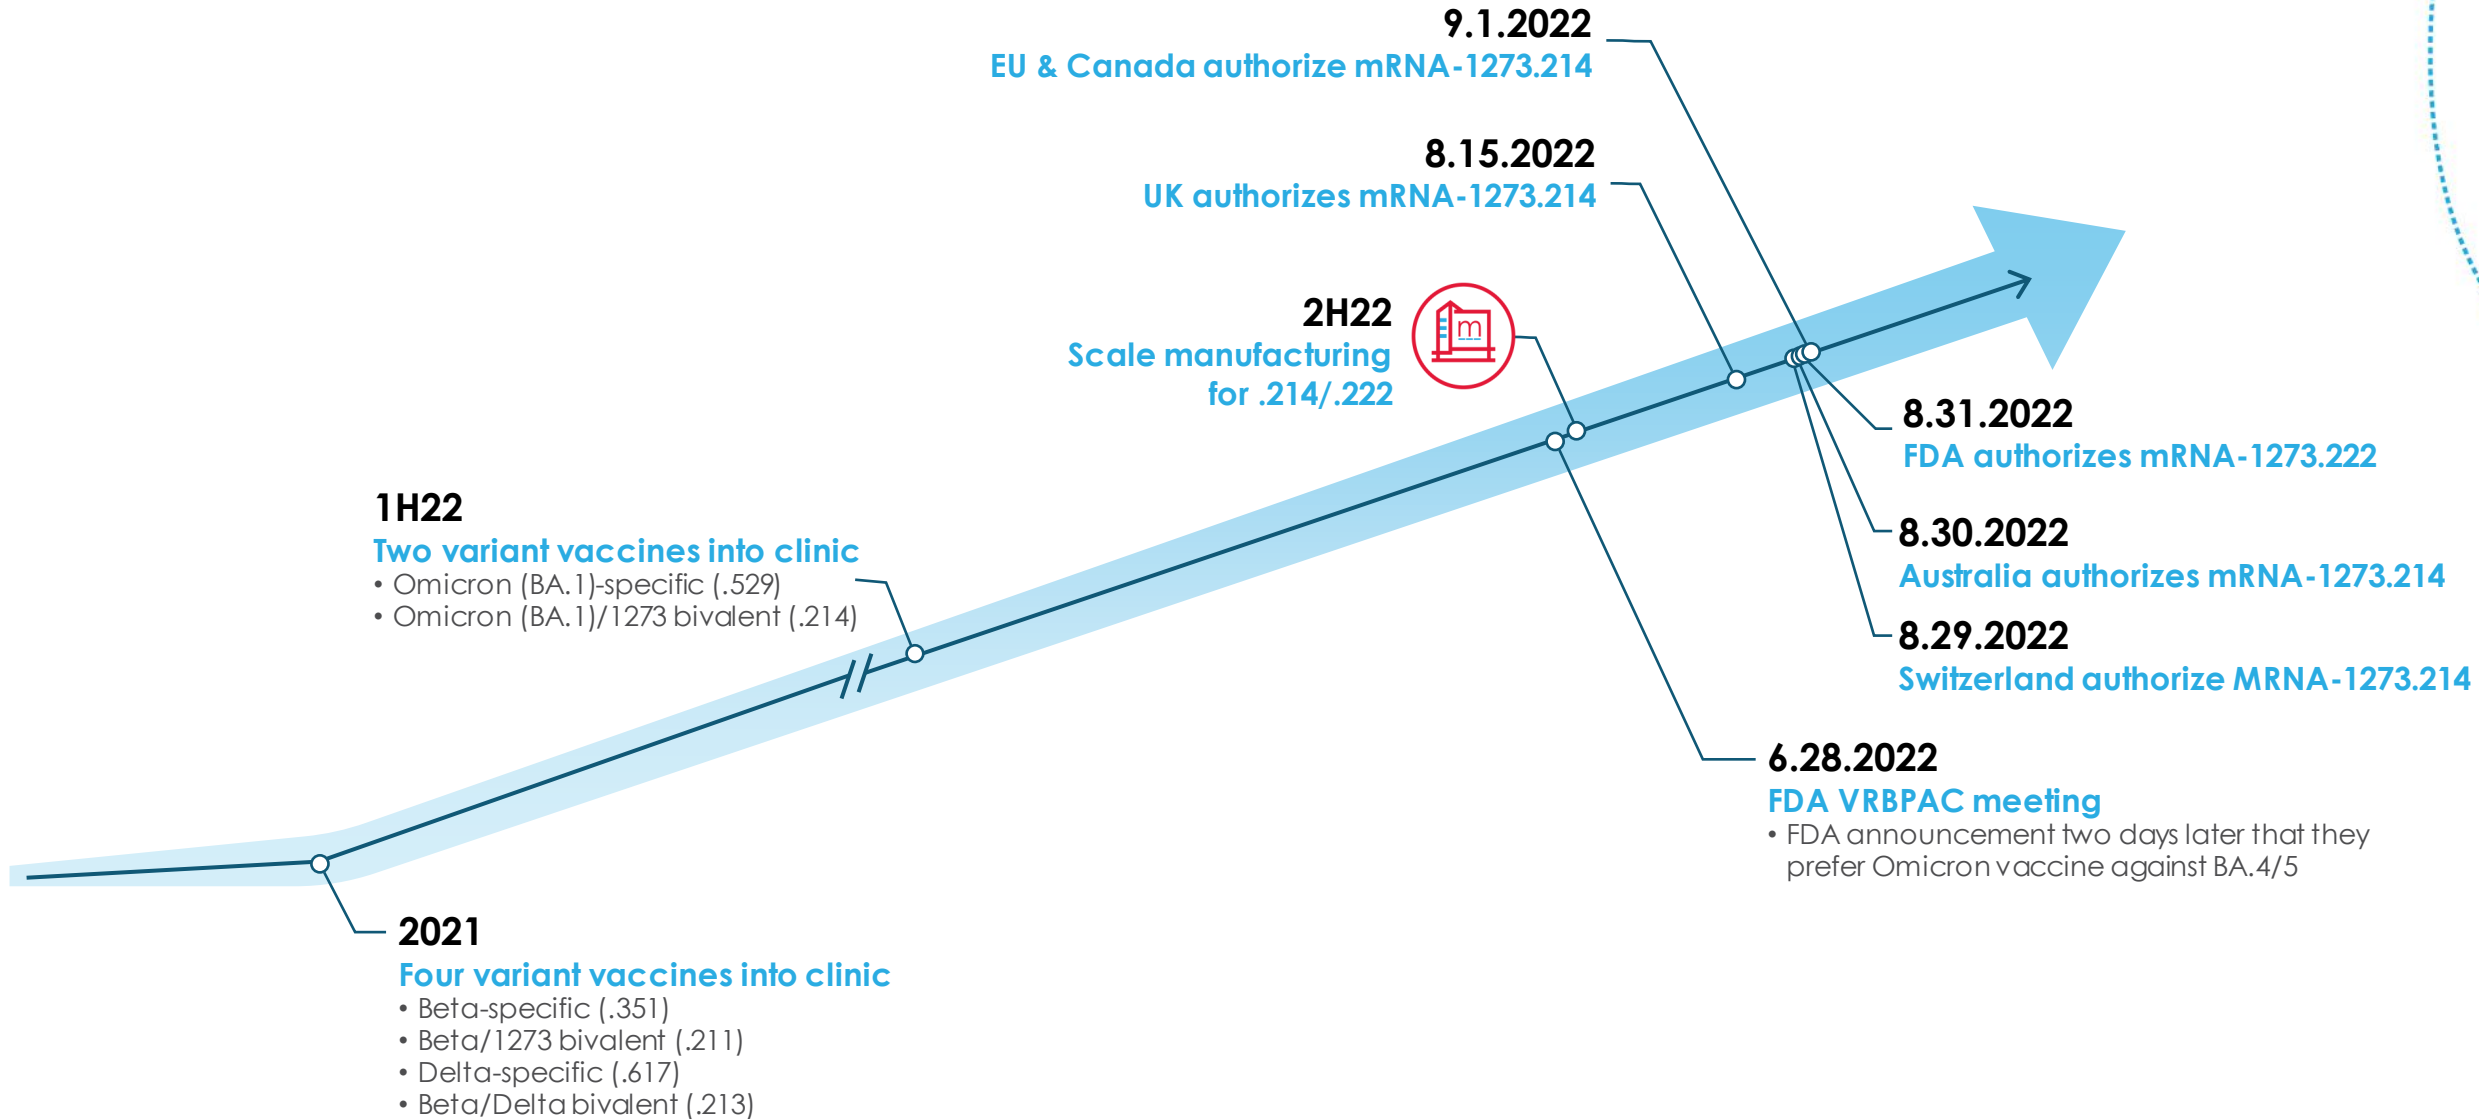 9.1.2022
EU & Canada authorize mRNA-1273.214
8.15.2022
UK authorizes mRNA-1273.214
2H22
Scale manufacturing
for .214/.222
m
8.31.2022
FDA authorizes mRNA-1273.222
1H22
Two variant vaccines into clinic
• Omicron (BA.1)-specific (.529)
• Omicron (BA.1)/1273 bivalent (.214)
8.30.2022
Australia authorizes mRNA-1273.214
8.29.2022
Switzerland authorize MRNA-1273.214
6.28.2022
FDA VRBPAC meeting
• FDA announcement two days later that they
prefer Omicron vaccine against BA.4/5
2021
Four variant vaccines into clinic
• Beta-specific (.351)
• Beta/1273 bivalent (.211)
• Delta-specific (.617)
• Beta/Delta bivalent (.213)